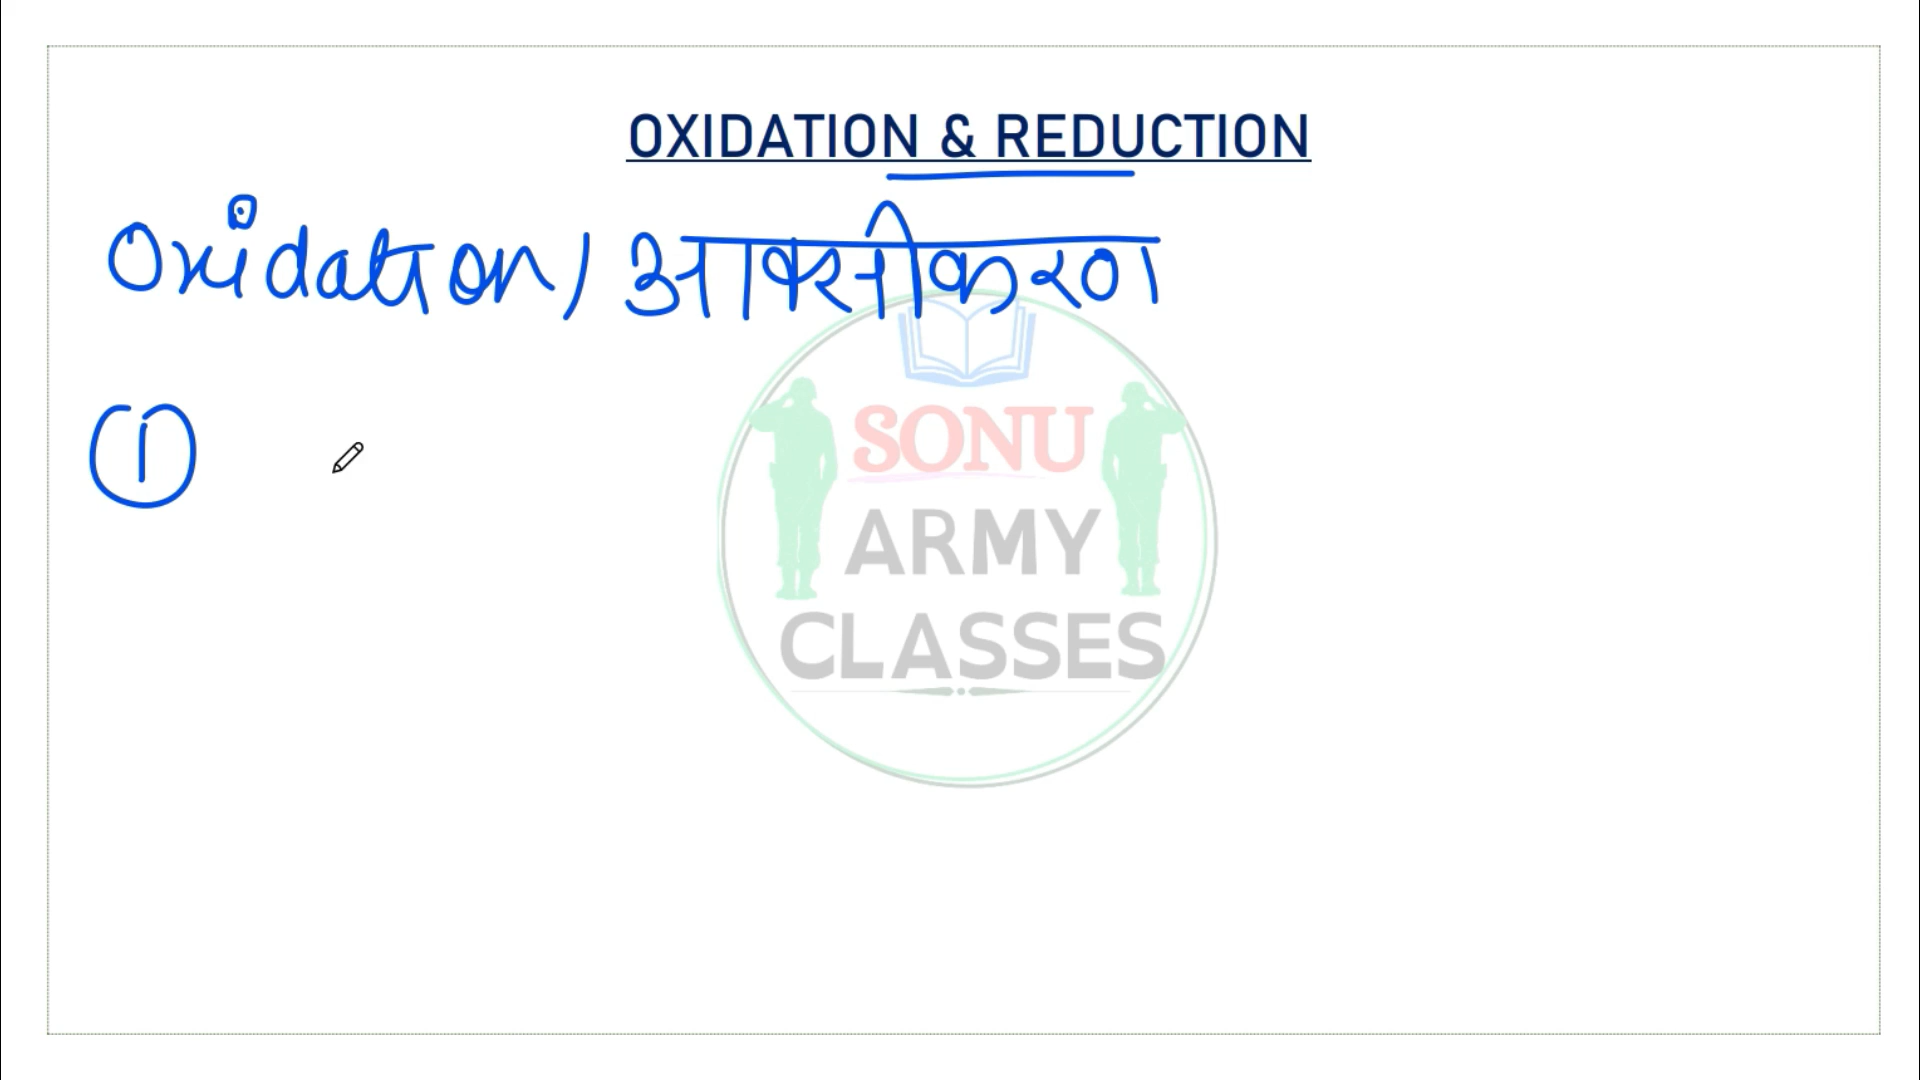 OXIDATION & REDUCTION
Oxidation / आक्सीकरण
①
SONU
ARMY
CLASSES